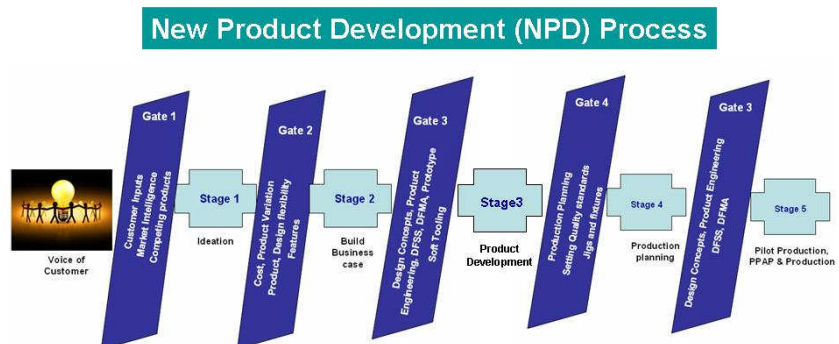 New Product Development (NPD) Process
Voice of
Customer
Gate 1
Customer Inputs
Market Intelligence
Competing products
Stage 1
Ideation
Gate 2
Cost, Product Variation
Product, Design flexibility
Features
Stage 2
Build
Business
case
Gate 3
Design Concepts, Product
Engineering, DFSS, DFMA, Prototype
Soft Tooling
Stage3
Product
Development
Gate 4
Production Planning
Setting Quality standards
Jigs and fixtures
Stage 4
Production
planning
Gate 3
Design Concepts, Product Engineering
DFSS, DFMA
Stage 5
Pilot Production,
PPAP & Production